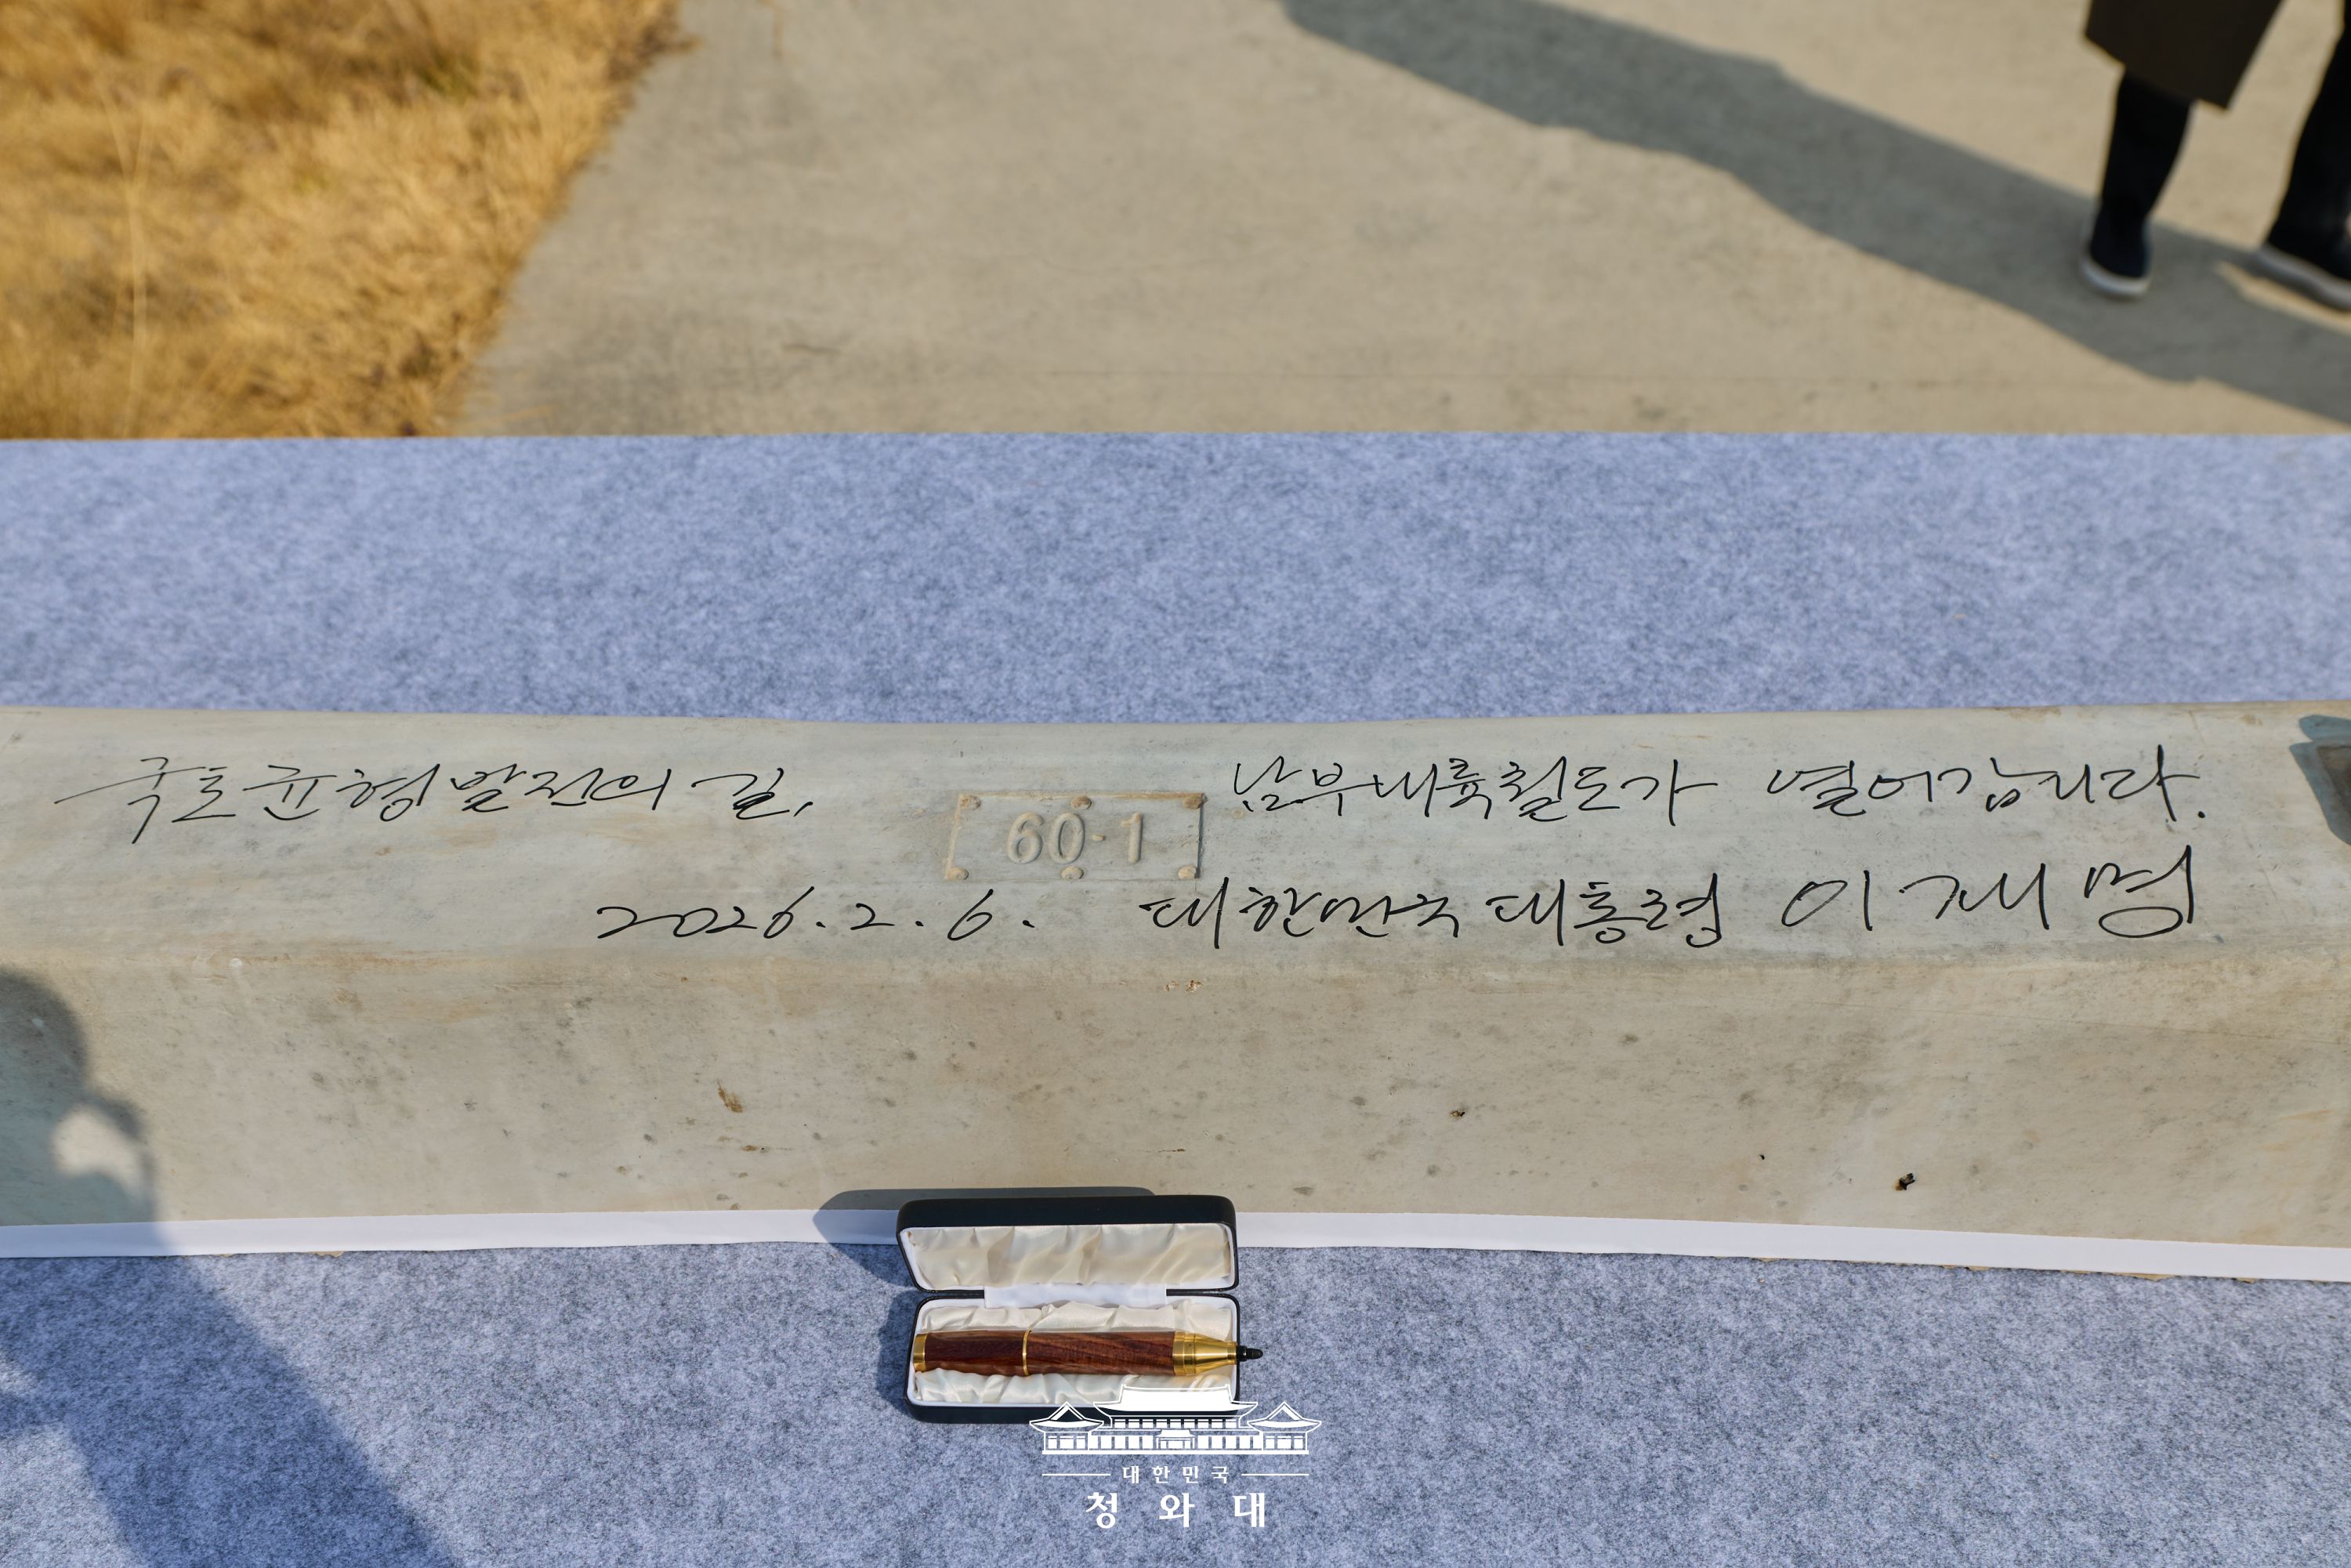 국토균형발전의 길, 남부내륙철도가 열어갑니다.
60-1
2026. 2. 6. 대한민국 대통령 이재명
대한민국
청와대